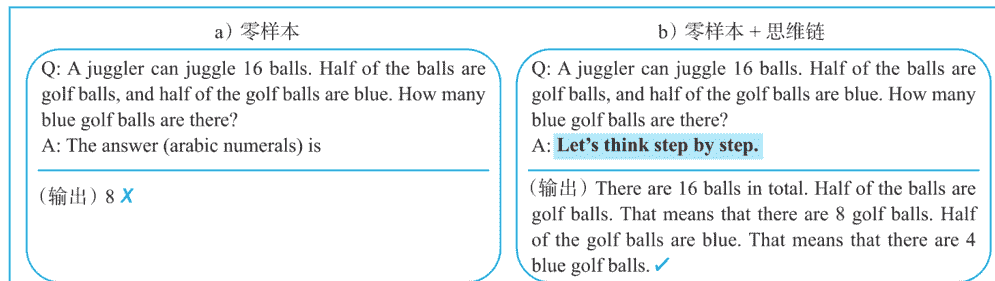 a）零样本
Q: A juggler can juggle 16 balls. Half of the balls are
golf balls, and half of the golf balls are blue. How many
blue golf balls are there?
A: The answer (arabic numerals) is
（输出）8 ✗
b）零样本 + 思维链
Q: A juggler can juggle 16 balls. Half of the balls are
golf balls, and half of the golf balls are blue. How many
blue golf balls are there?
A: Let’s think step by step.
（输出）There are 16 balls in total. Half of the balls are
golf balls. That means that there are 8 golf balls. Half
of the golf balls are blue. That means that there are 4
blue golf balls. ✓